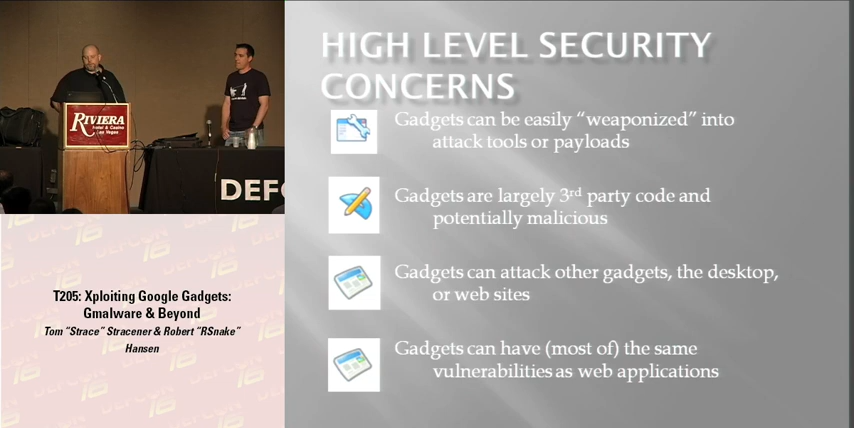 HIGH LEVEL SECURITY
CONCERNS
Gadgets can be easily “weaponized” into
attack tools or payloads
Gadgets are largely 3rd party code and
potentially malicious
Gadgets can attack other gadgets, the desktop,
or web sites
Gadgets can have (most of) the same
vulnerabilities as web applications
RIVIERA
Hotel & Casino
Las Vegas
DEFC
T205: Xploiting Google Gadgets:
Gmalware & Beyond
Tom “Strace” Stracener & Robert “RSnake”
Hansen
DEFCON
16